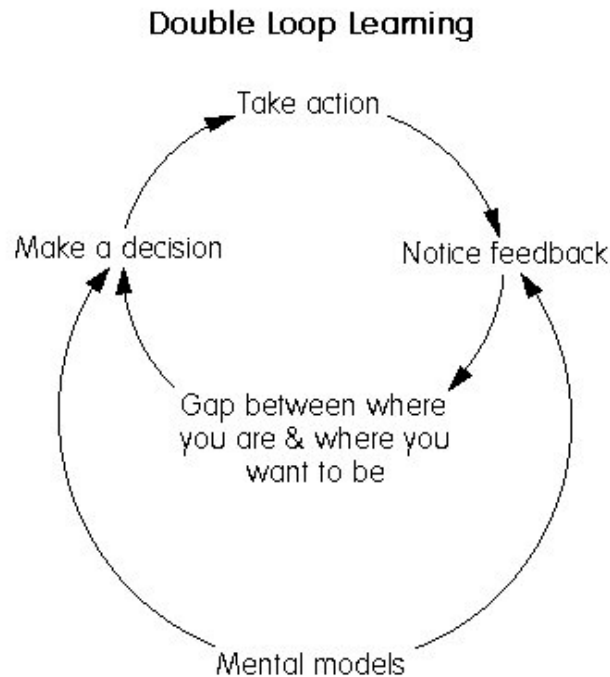 Double Loop Learning
Take action
Make a decision
Notice feedback
Gap between where
you are & where you
want to be
Mental models